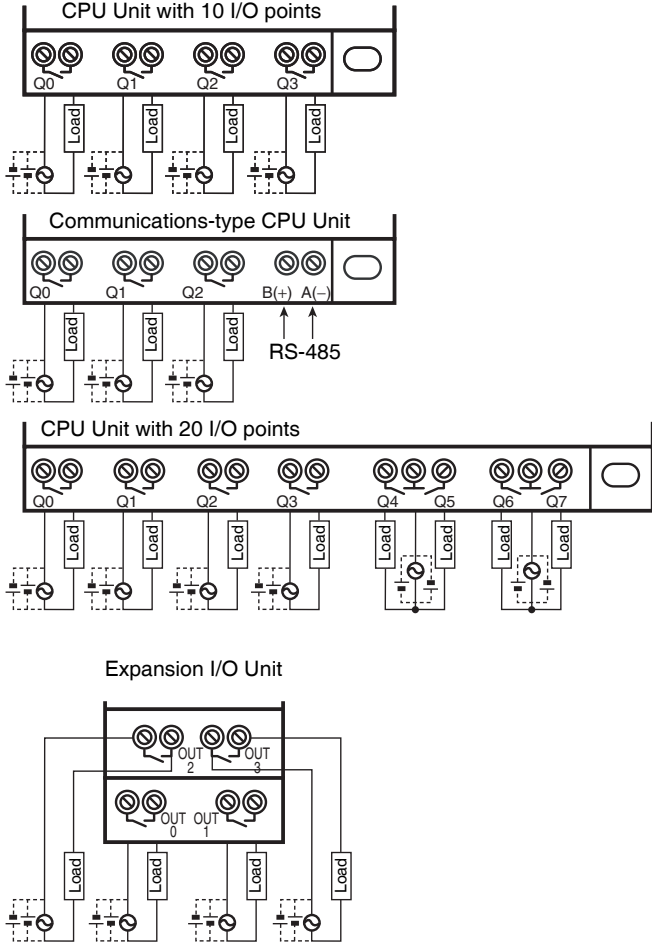 CPU Unit with 10 I/O points
Q0 Q1 Q2 Q3
Load Load Load Load
Communications-type CPU Unit
Q0 Q1 Q2 B(+) A(−)
Load Load Load
RS-485
CPU Unit with 20 I/O points
Q0 Q1 Q2 Q3 Q4 Q5 Q6 Q7
Load Load Load Load Load Load Load Load
Expansion I/O Unit
OUT 2 OUT 3
OUT 0 OUT 1
Load Load Load Load